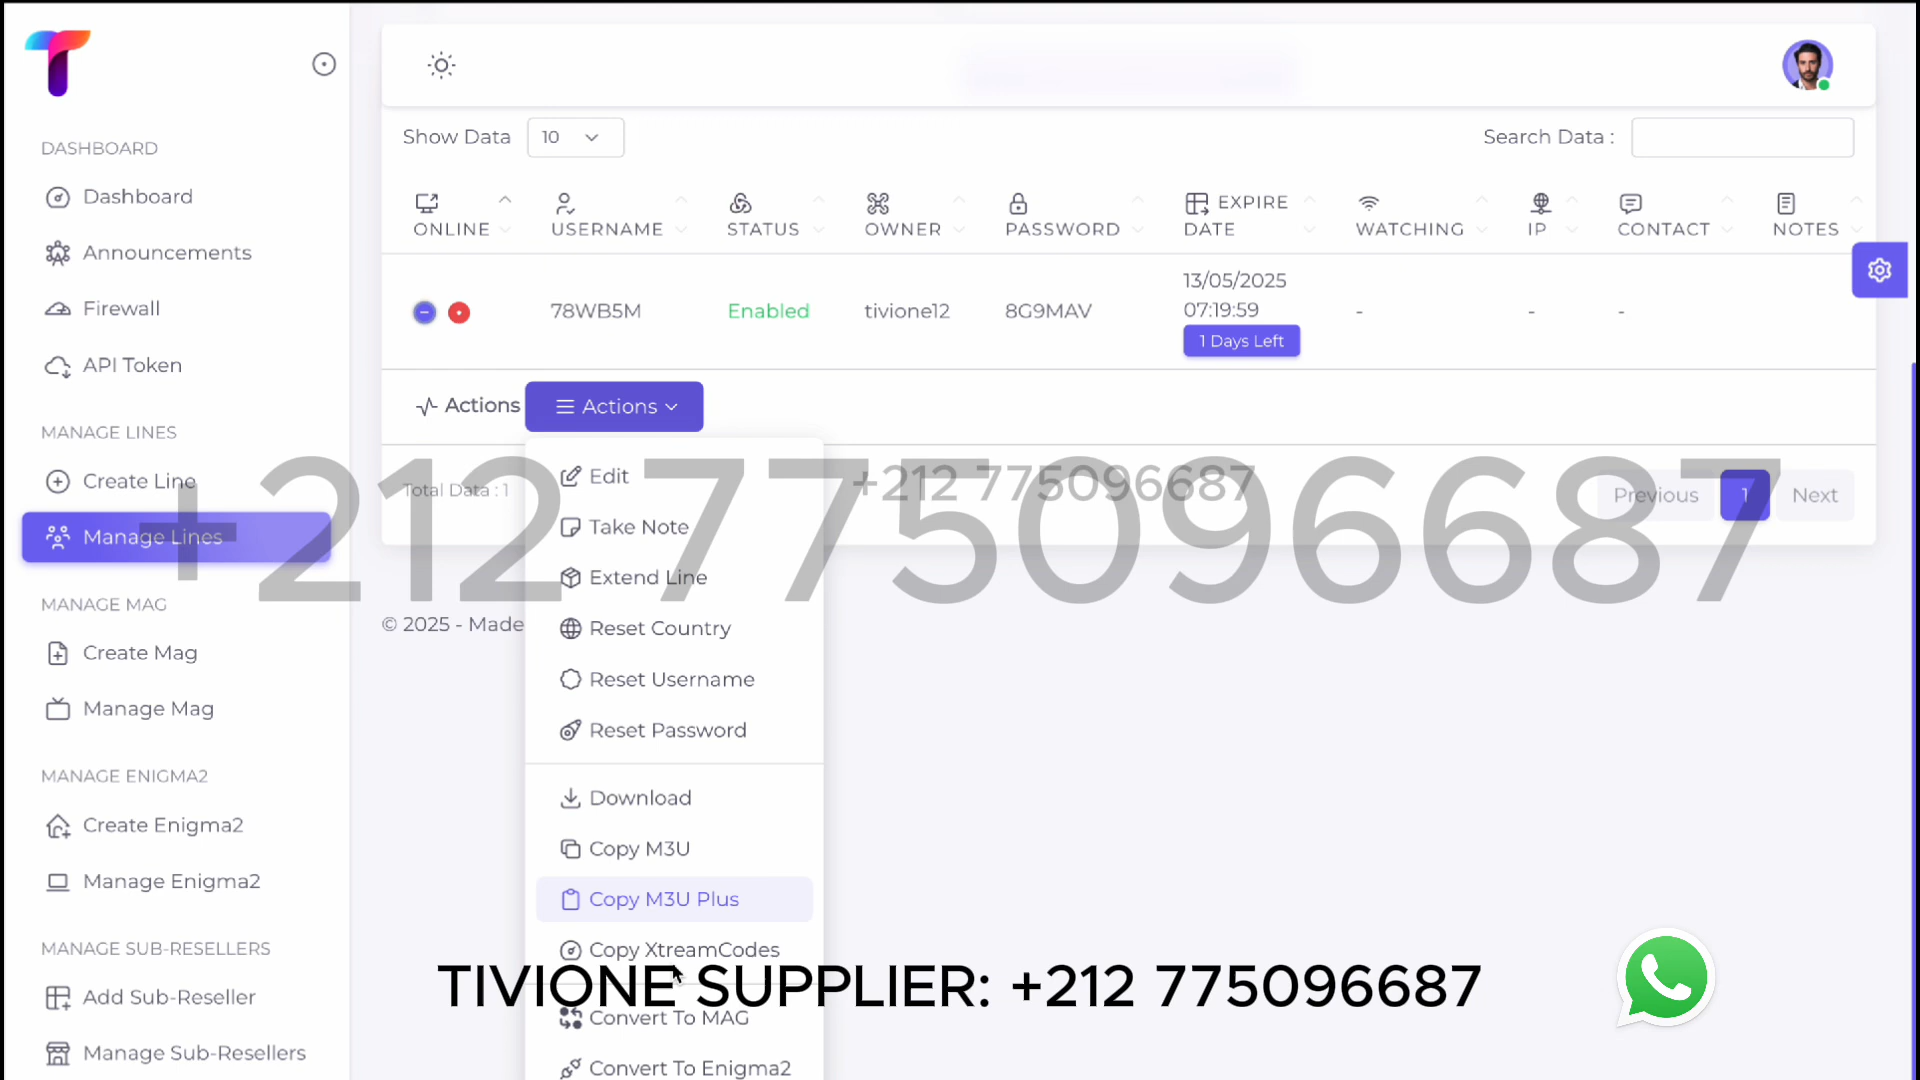 DASHBOARD
Dashboard
Announcements
Firewall
API Token
MANAGE LINES
Create Line
Manage Lines
MANAGE MAG
Create Mag
Manage Mag
MANAGE ENIGMA2
Create Enigma2
Manage Enigma2
MANAGE SUB-RESELLERS
Add Sub-Reseller
Manage Sub-Resellers
Show Data 10
Search Data :
ONLINE USERNAME STATUS OWNER PASSWORD EXPIRE DATE WATCHING IP CONTACT NOTES
78WB5M Enabled tivione12 8G9MAV 13/05/2025 - - -
07:19:59
1 Days Left
Actions Actions
Edit
Take Note
Extend Line
Reset Country
Reset Username
Reset Password
Download
Copy M3U
Copy M3U Plus
Copy XtreamCodes
Convert To MAG
Convert To Enigma2
Total Data : 1
Previous 1 Next
+212 775096687
+212 775096687
© 2025 - Made
TIVIONE SUPPLIER: +212 775096687